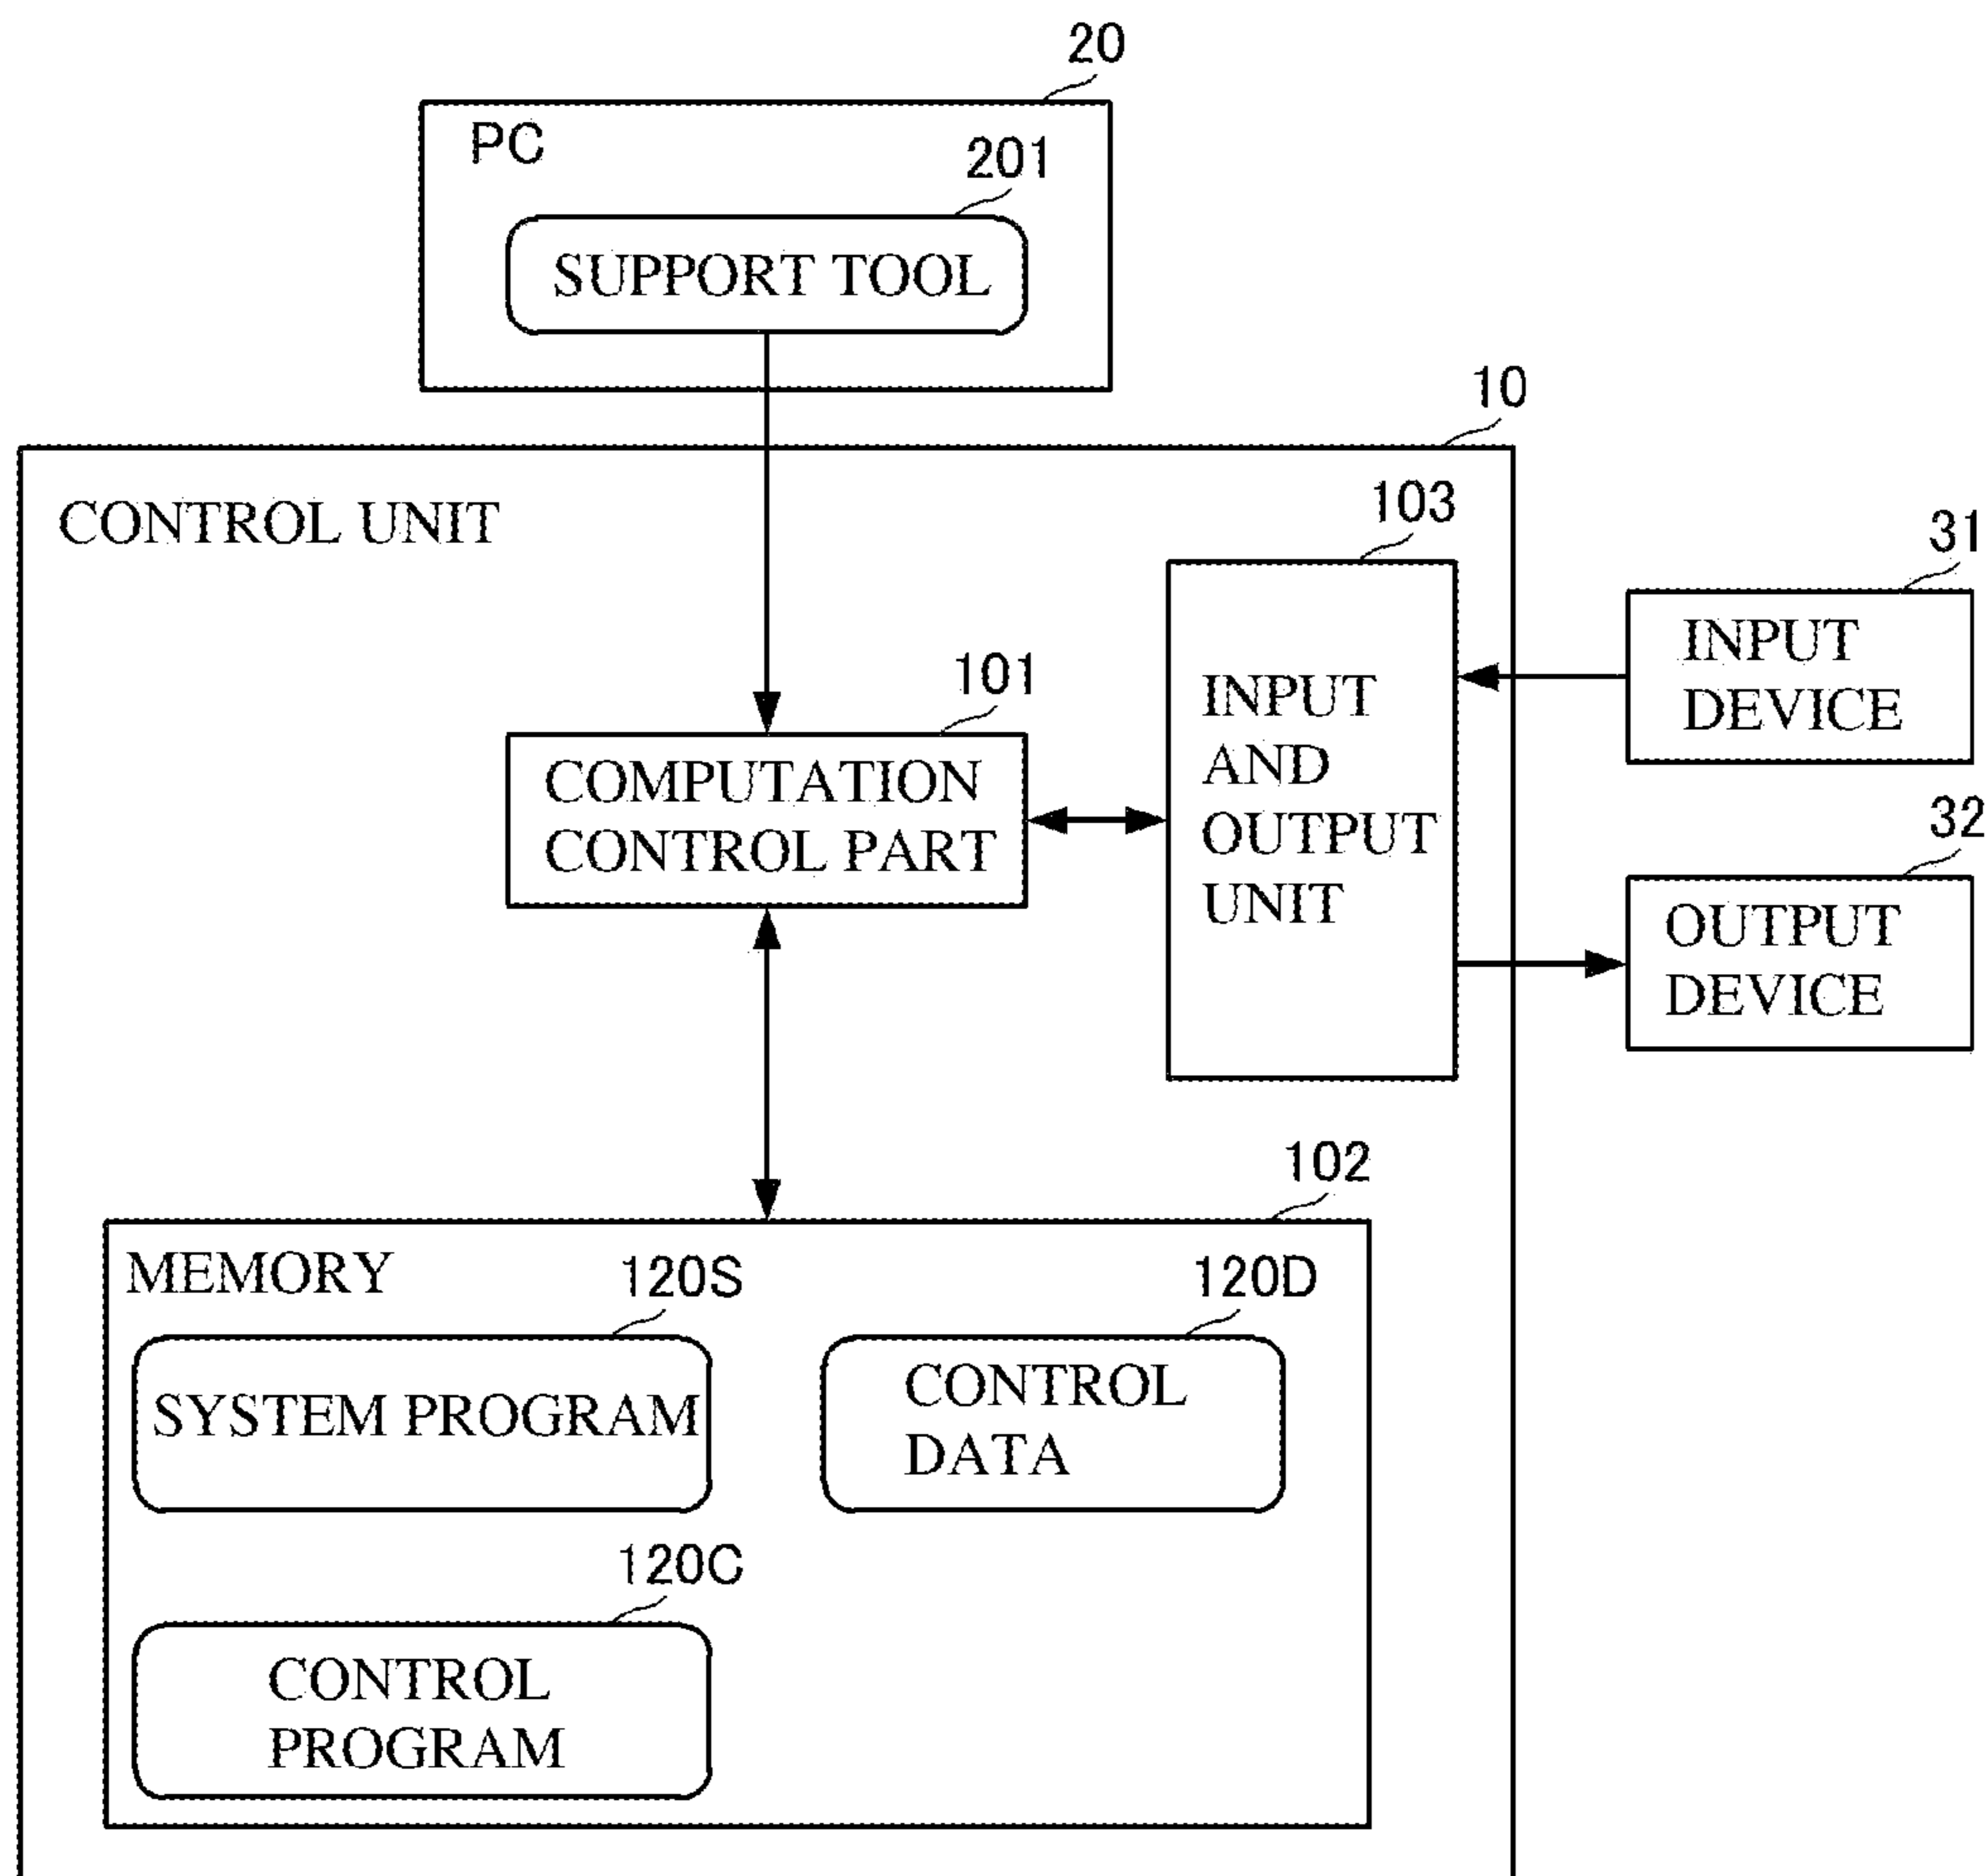 20
PC
201
SUPPORT TOOL
10
CONTROL UNIT
103
31
INPUT
DEVICE
101
COMPUTATION
CONTROL PART
INPUT
AND
OUTPUT
UNIT
32
OUTPUT
DEVICE
102
MEMORY
120S
120D
SYSTEM PROGRAM
CONTROL
DATA
120C
CONTROL
PROGRAM